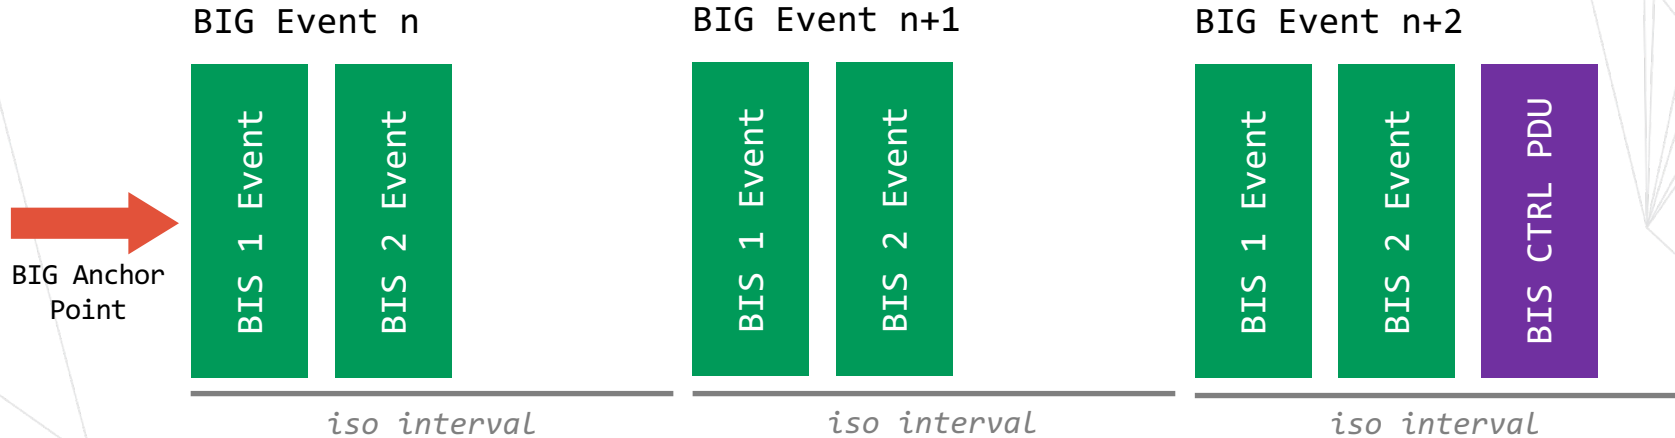 BIG Event n
BIG Event n+1
BIG Event n+2
BIG Anchor
Point
BIS 1 Event
BIS 2 Event
BIS 1 Event
BIS 2 Event
BIS 1 Event
BIS 2 Event
BIS CTRL PDU
iso interval
iso interval
iso interval